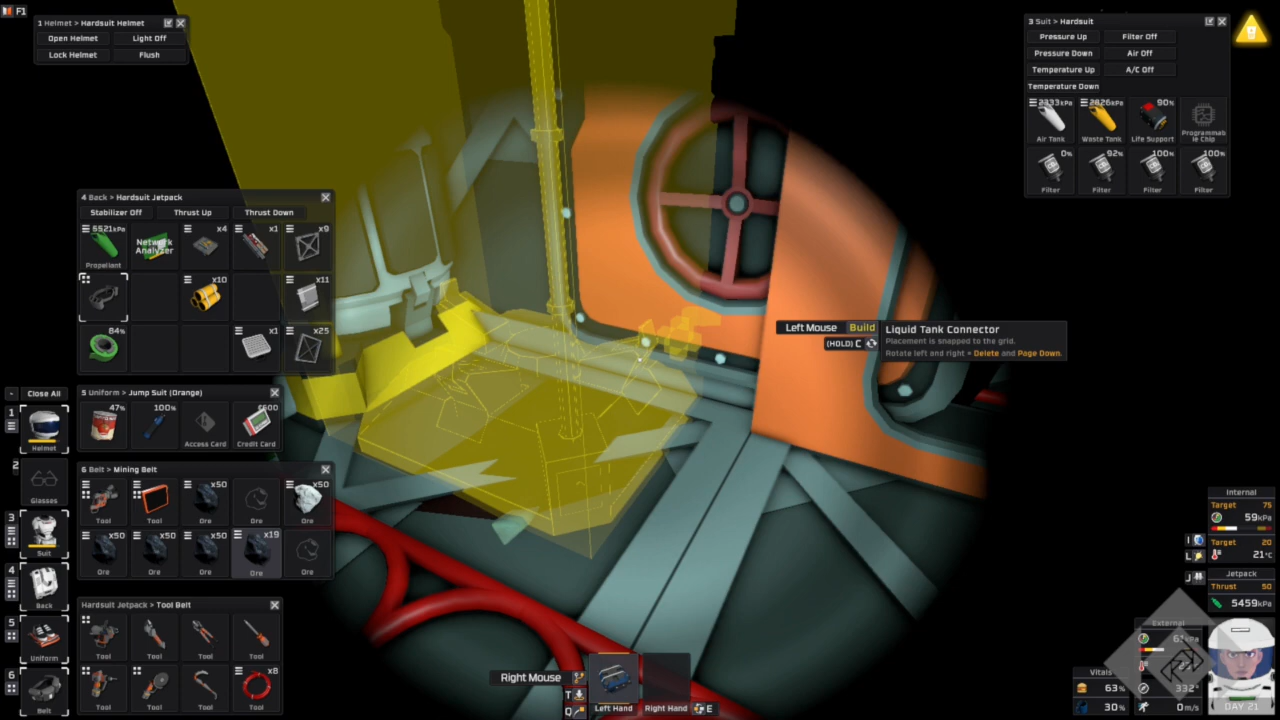 F1
1 Helmet > Hardsuit Helmet
Open Helmet
Light Off
Lock Helmet
Flush
3 Suit > Hardsuit
Pressure Up
Filter Off
Pressure Down
Air Off
Temperature Up
A/C Off
Temperature Down
2333kPa
2826kPa
90%
Air Tank
Waste Tank
Life Support
Programmable Chip
0%
92%
100%
100%
Filter
Filter
Filter
Filter
4 Back > Hardsuit Jetpack
Stabilizer Off
Thrust Up
Thrust Down
5521kPa
Network Analyzer
x4
x1
x9
Propellant
x10
x11
84%
x1
x25
Left Mouse
Build
Liquid Tank Connector
(HOLD) C
Placement is snapped to the grid.
Rotate left and right = Delete and Page Down.
Close All
5 Uniform > Jump Suit (Orange)
47%
100%
£600
Access Card
Credit Card
1
Helmet
2
Glasses
3
Suit
4
Back
5
Uniform
6
Belt
6 Belt > Mining Belt
x50
x50
Tool
Tool
Ore
Ore
Ore
x50
x50
x50
x19
Ore
Ore
Ore
Ore
Ore
Hardsuit Jetpack > Tool Belt
Tool
Tool
Tool
Tool
x8
Tool
Tool
Tool
Tool
Right Mouse
T
Q
Left Hand
Right Hand
E
Internal
Target 75
59kPa
I
Target 20
L
21°C
Jetpack
J
Thrust 50
5459kPa
External
Vitals
63%
332°
30%
0m/s
DAY 21